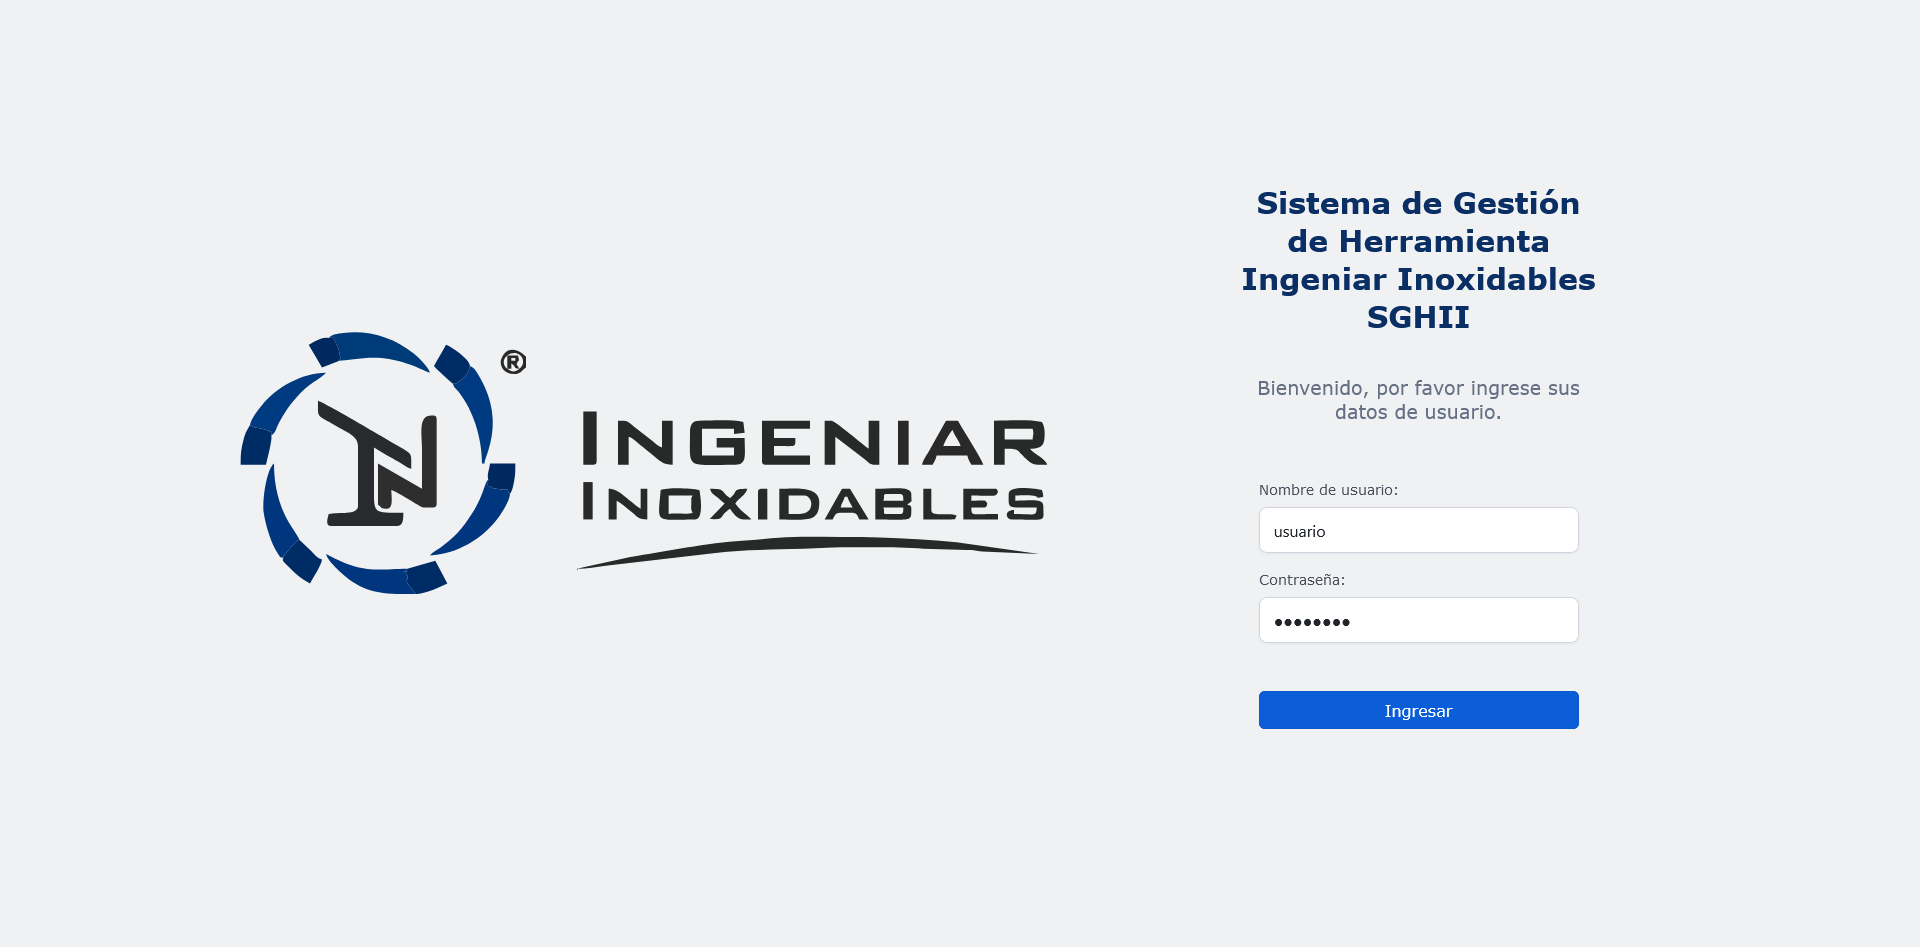 ®
INGENIAR
INOXIDABLES
Sistema de Gestión
de Herramienta
Ingeniar Inoxidables
SGHII
Bienvenido, por favor ingrese sus
datos de usuario.
Nombre de usuario:
usuario
Contraseña:
••••••••
Ingresar